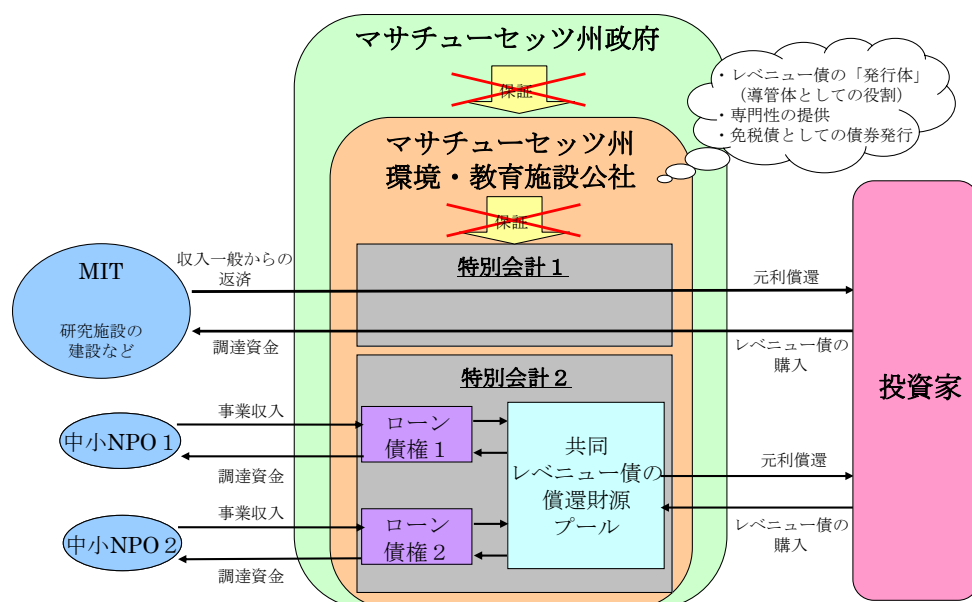 マサチューセッツ州政府
保証
・レベニュー債の「発行体」
（導管体としての役割）
・専門性の提供
・免税債としての債券発行
マサチューセッツ州
環境・教育施設公社
保証
特別会計１
MIT
研究施設の
建設など
収入一般からの
返済
調達資金
元利償還
レベニュー債の
購入
投資家
特別会計２
中小NPO１
事業収入
調達資金
ローン
債権１
共同
レベニュー債の
償還財源
プール
元利償還
レベニュー債の
購入
中小NPO２
事業収入
調達資金
ローン
債権２